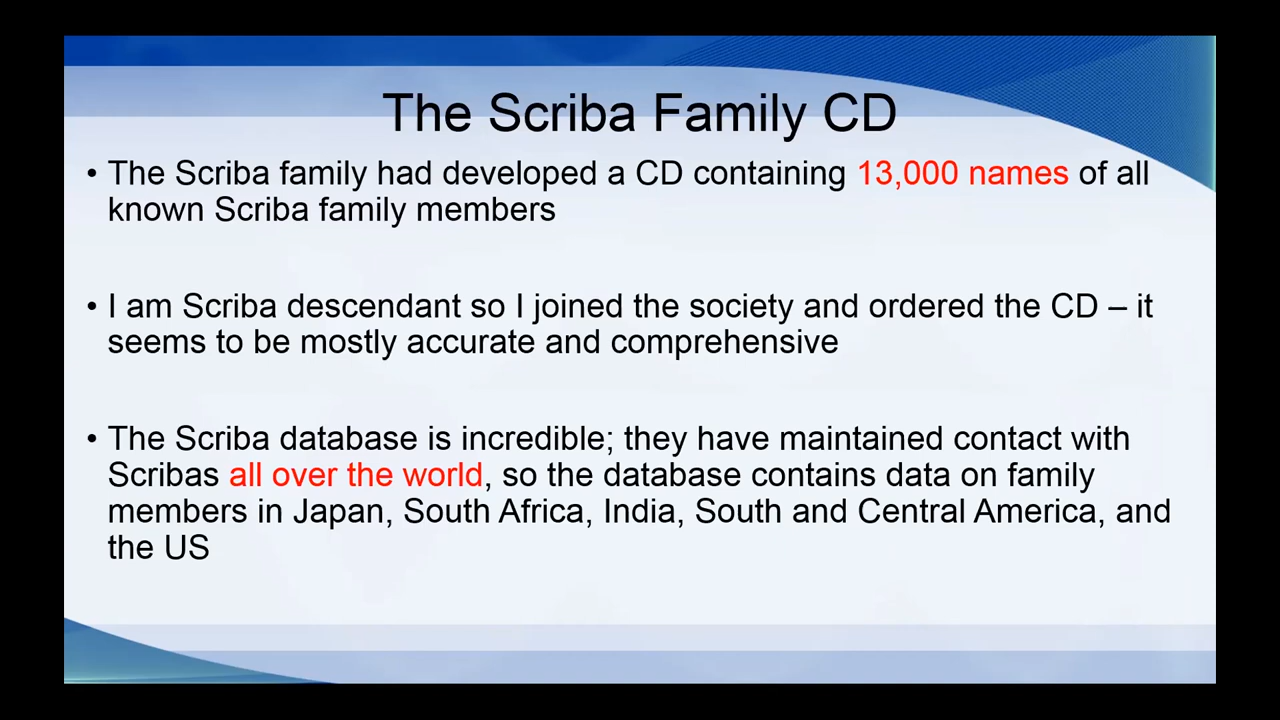 The Scriba Family CD
• The Scriba family had developed a CD containing 13,000 names of all
known Scriba family members
• I am Scriba descendant so I joined the society and ordered the CD – it
seems to be mostly accurate and comprehensive
• The Scriba database is incredible; they have maintained contact with
Scribas all over the world, so the database contains data on family
members in Japan, South Africa, India, South and Central America, and
the US